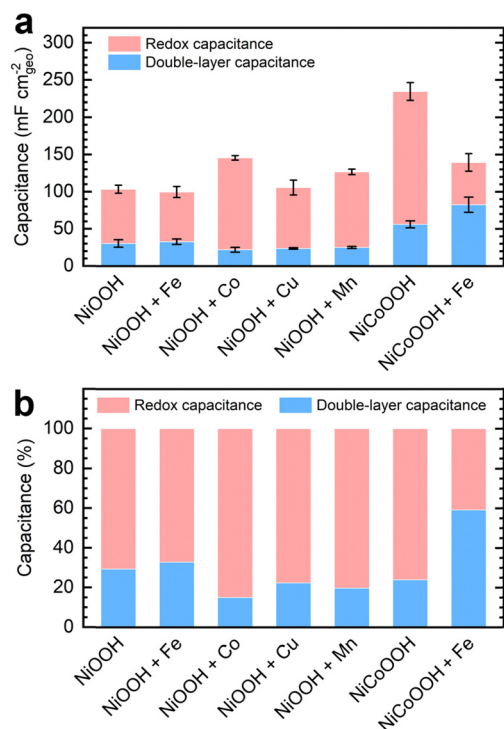 a
Redox capacitance
Double-layer capacitance
Capacitance (mF cm⁻²geo)
300
250
200
150
100
50
0
NiOOH
NiOOH + Fe
NiOOH + Co
NiOOH + Cu
NiOOH + Mn
NiCoOOH
NiCoOOH + Fe
b
Redox capacitance
Double-layer capacitance
Capacitance (%)
100
80
60
40
20
0
NiOOH
NiOOH + Fe
NiOOH + Co
NiOOH + Cu
NiOOH + Mn
NiCoOOH
NiCoOOH + Fe